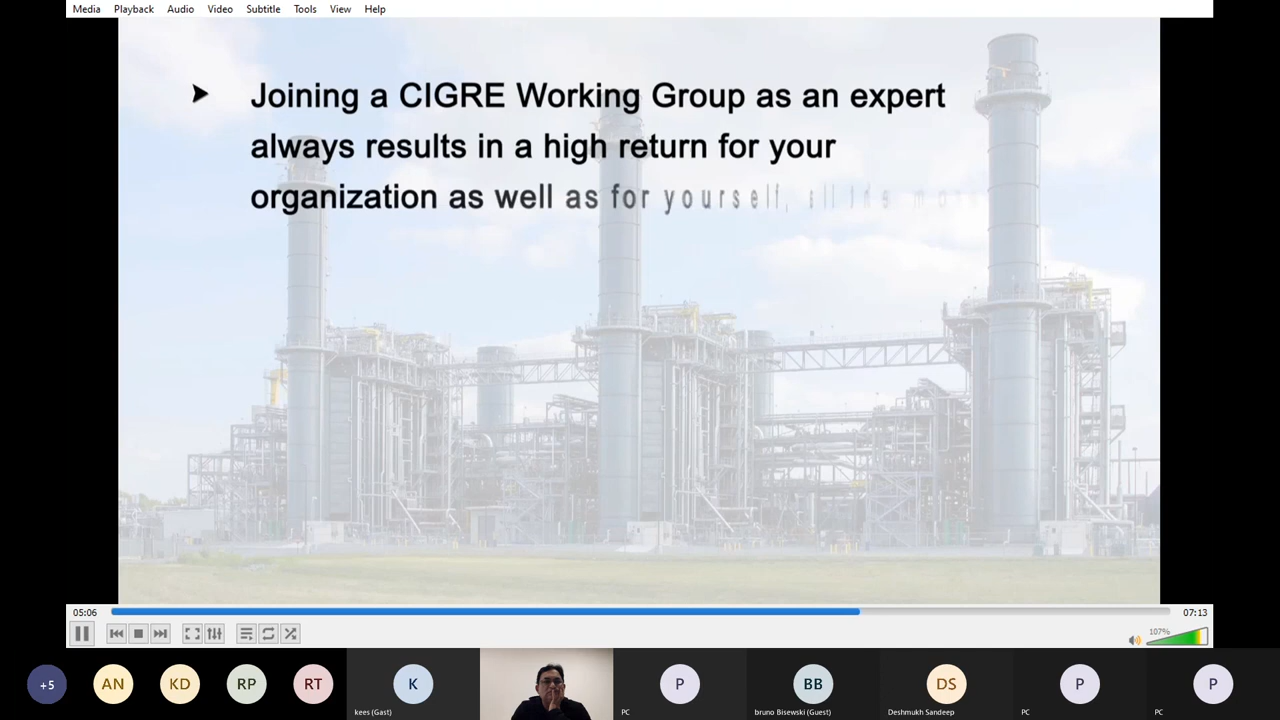 Media Playback Audio Video Subtitle Tools View Help
Joining a CIGRE Working Group as an expert
always results in a high return for your
organization as well as for yourself, all the
05:06 07:13
107%
+5 AN KD RP RT K P BB DS P P
kees (Gast) PC bruno Bisewski (Guest) Deshmukh Sandeep PC PC